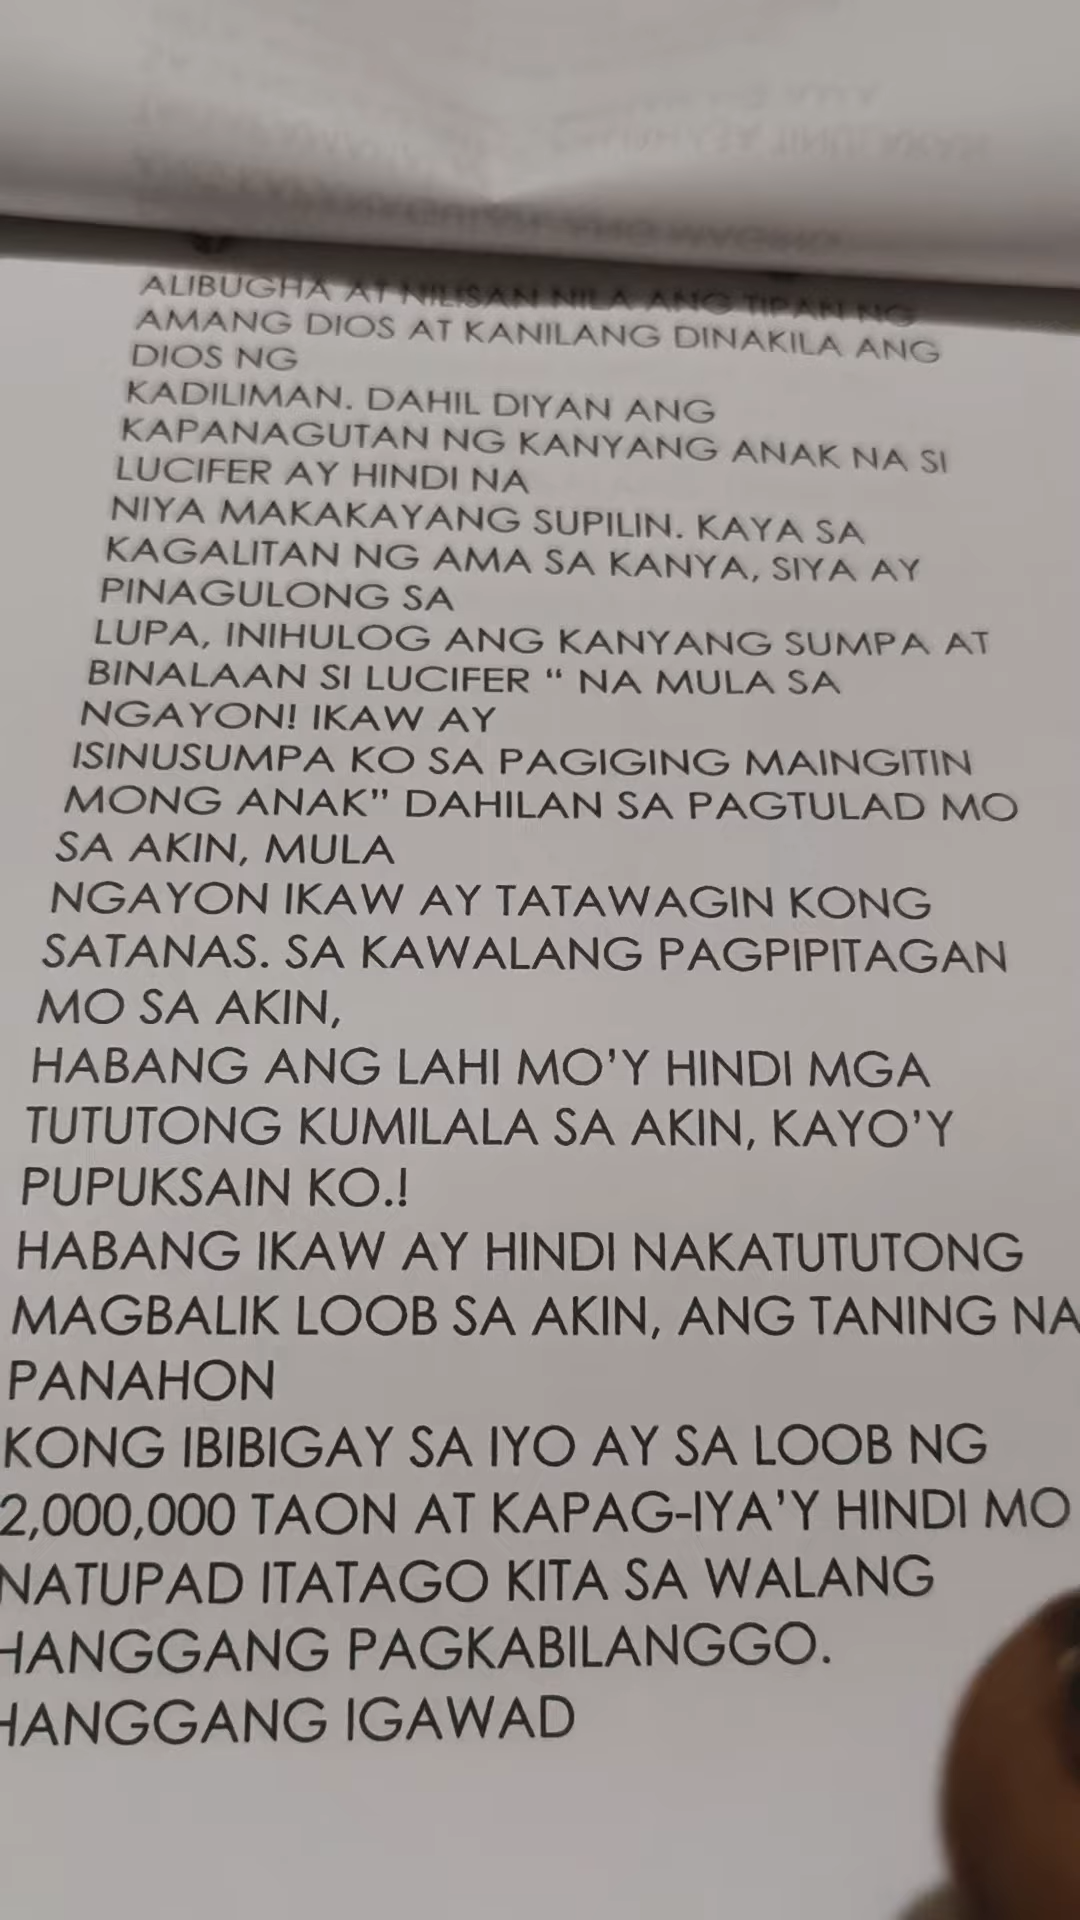 ALIBUGHA AT NILISAN NILA ANG TIPAN NG
AMANG DIOS AT KANILANG DINAKILA ANG
DIOS NG
KADILIMAN. DAHIL DIYAN ANG
KAPANAGUTAN NG KANYANG ANAK NA SI
LUCIFER AY HINDI NA
NIYA MAKAKAYANG SUPILIN. KAYA SA
KAGALITAN NG AMA SA KANYA, SIYA AY
PINAGULONG SA
LUPA, INIHULOG ANG KANYANG SUMPA AT
BINALAAN SI LUCIFER “ NA MULA SA
NGAYON! IKAW AY
ISINUSUMPA KO SA PAGIGING MAINGITIN
MONG ANAK” DAHILAN SA PAGTULAD MO
SA AKIN, MULA
NGAYON IKAW AY TATAWAGIN KONG
SATANAS. SA KAWALANG PAGPIPITAGAN
MO SA AKIN,
HABANG ANG LAHI MO’Y HINDI MGA
TUTUTONG KUMILALA SA AKIN, KAYO’Y
PUPUKSAIN KO.!
HABANG IKAW AY HINDI NAKATUTUTONG
MAGBALIK LOOB SA AKIN, ANG TANING NA
PANAHON
KONG IBIBIGAY SA IYO AY SA LOOB NG
2,000,000 TAON AT KAPAG-IYA’Y HINDI MO
NATUPAD ITATAGO KITA SA WALANG
HANGGANG PAGKABILANGGO.
HANGGANG IGAWAD